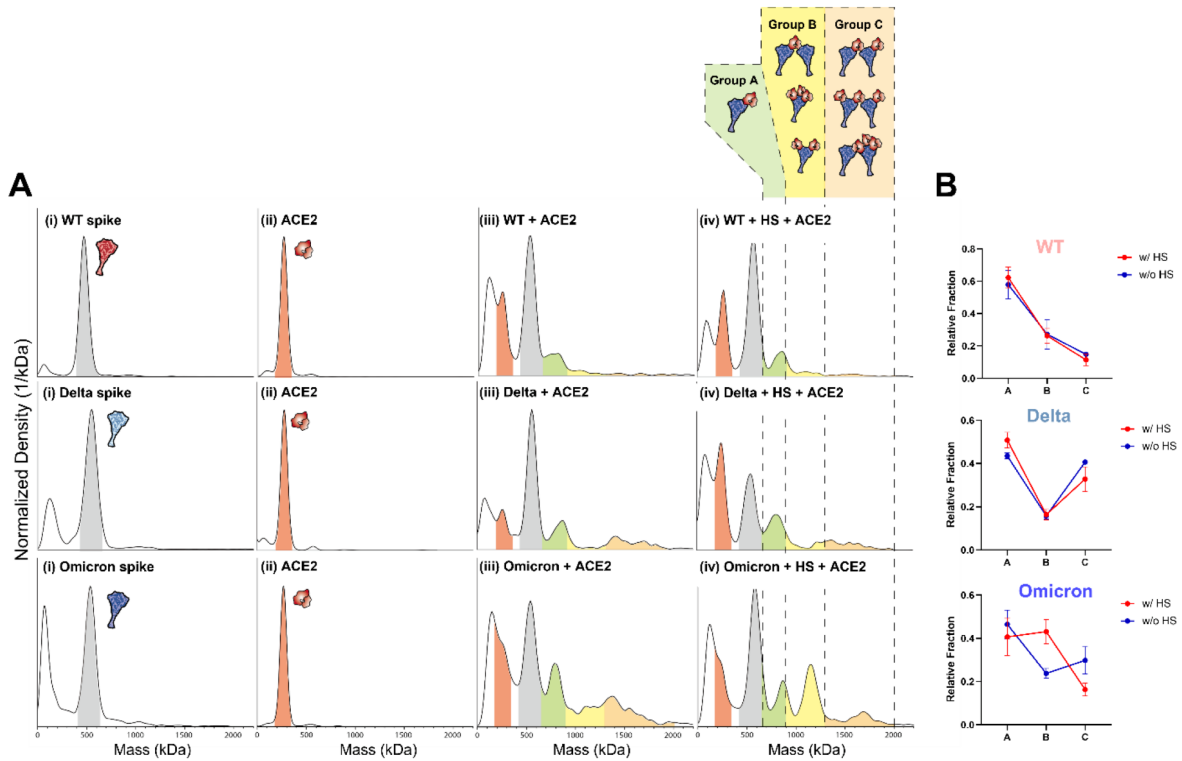 Group B
Group C
Group A
A
B
(i) WT spike
(ii) ACE2
(iii) WT + ACE2
(iv) WT + HS + ACE2
(i) Delta spike
(ii) ACE2
(iii) Delta + ACE2
(iv) Delta + HS + ACE2
(i) Omicron spike
(ii) ACE2
(iii) Omicron + ACE2
(iv) Omicron + HS + ACE2
Normalized Density (1/kDa)
0 500 1000 1500 2000
0 500 1000 1500 2000
0 500 1000 1500 2000
0 500 1000 1500 2000
Mass (kDa)
Mass (kDa)
Mass (kDa)
Mass (kDa)
WT
Relative Fraction
0.8
0.6
0.4
0.2
0.0
A B C
w/ HS
w/o HS
Delta
Relative Fraction
0.6
0.4
0.2
0.0
A B C
w/ HS
w/o HS
Omicron
Relative Fraction
0.6
0.4
0.2
0.0
A B C
w/ HS
w/o HS